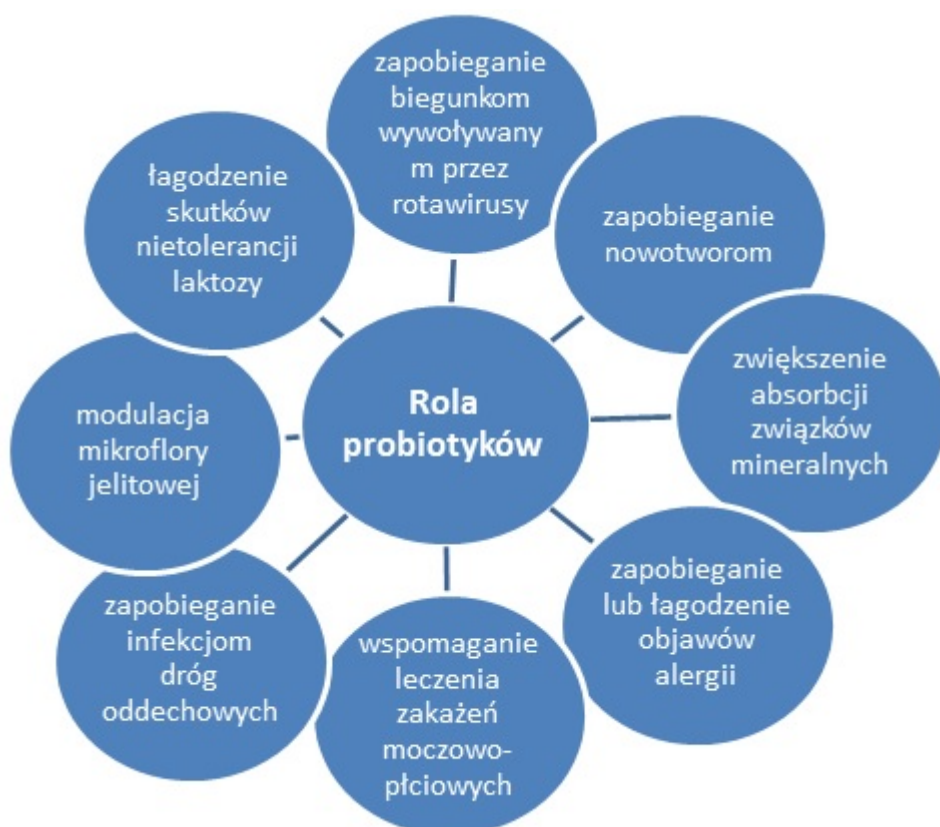 zapobieganie
biegunkom
wywoływany
m przez
rotawirusy
zapobieganie
nowotworom
zwiększenie
absorbcji
związków
mineralnych
zapobieganie
lub łagodzenie
objawów
alergii
wspomaganie
leczenia
zakażeń
moczowo-
płciowych
zapobieganie
infekcjom
dróg
oddechowych
modulacja
mikroflory
jelitowej
łagodzenie
skutków
nietolerancji
laktozy
Rola
probiotyków